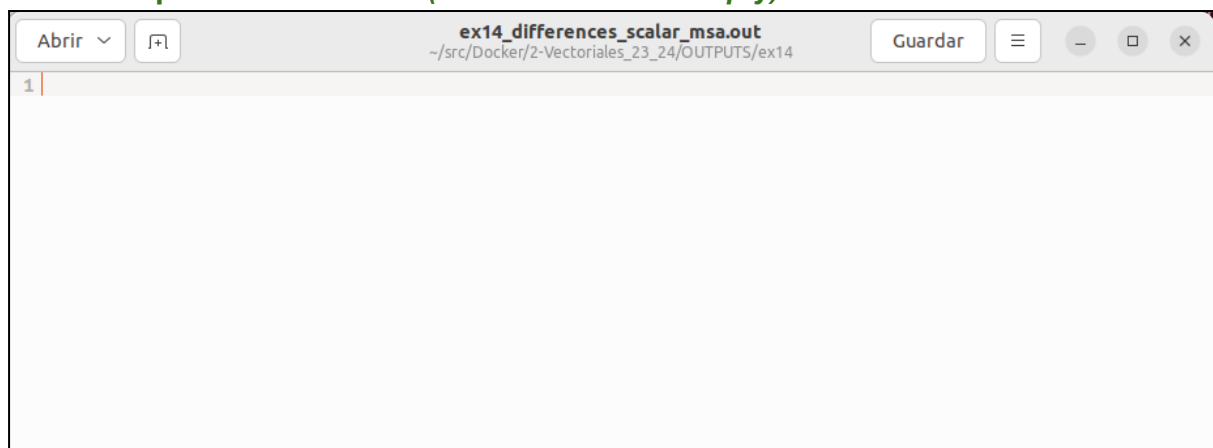 Abrir
ex14_differences_scalar_msa.out
~/src/Docker/2-Vectoriales_23_24/OUTPUTS/ex14
Guardar
1